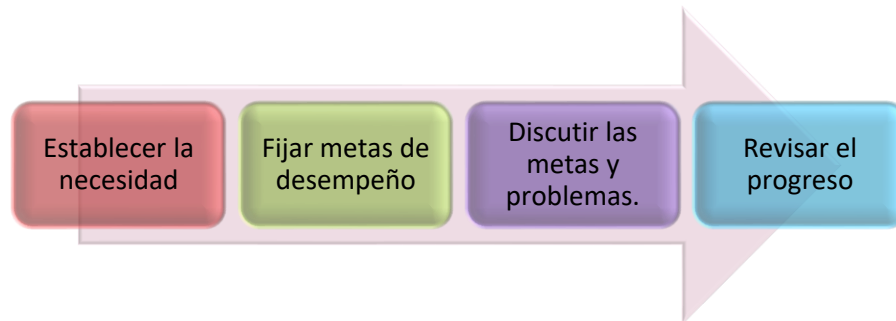 Establecer la
necesidad
Fijar metas de
desempeño
Discutir las
metas y
problemas.
Revisar el
progreso